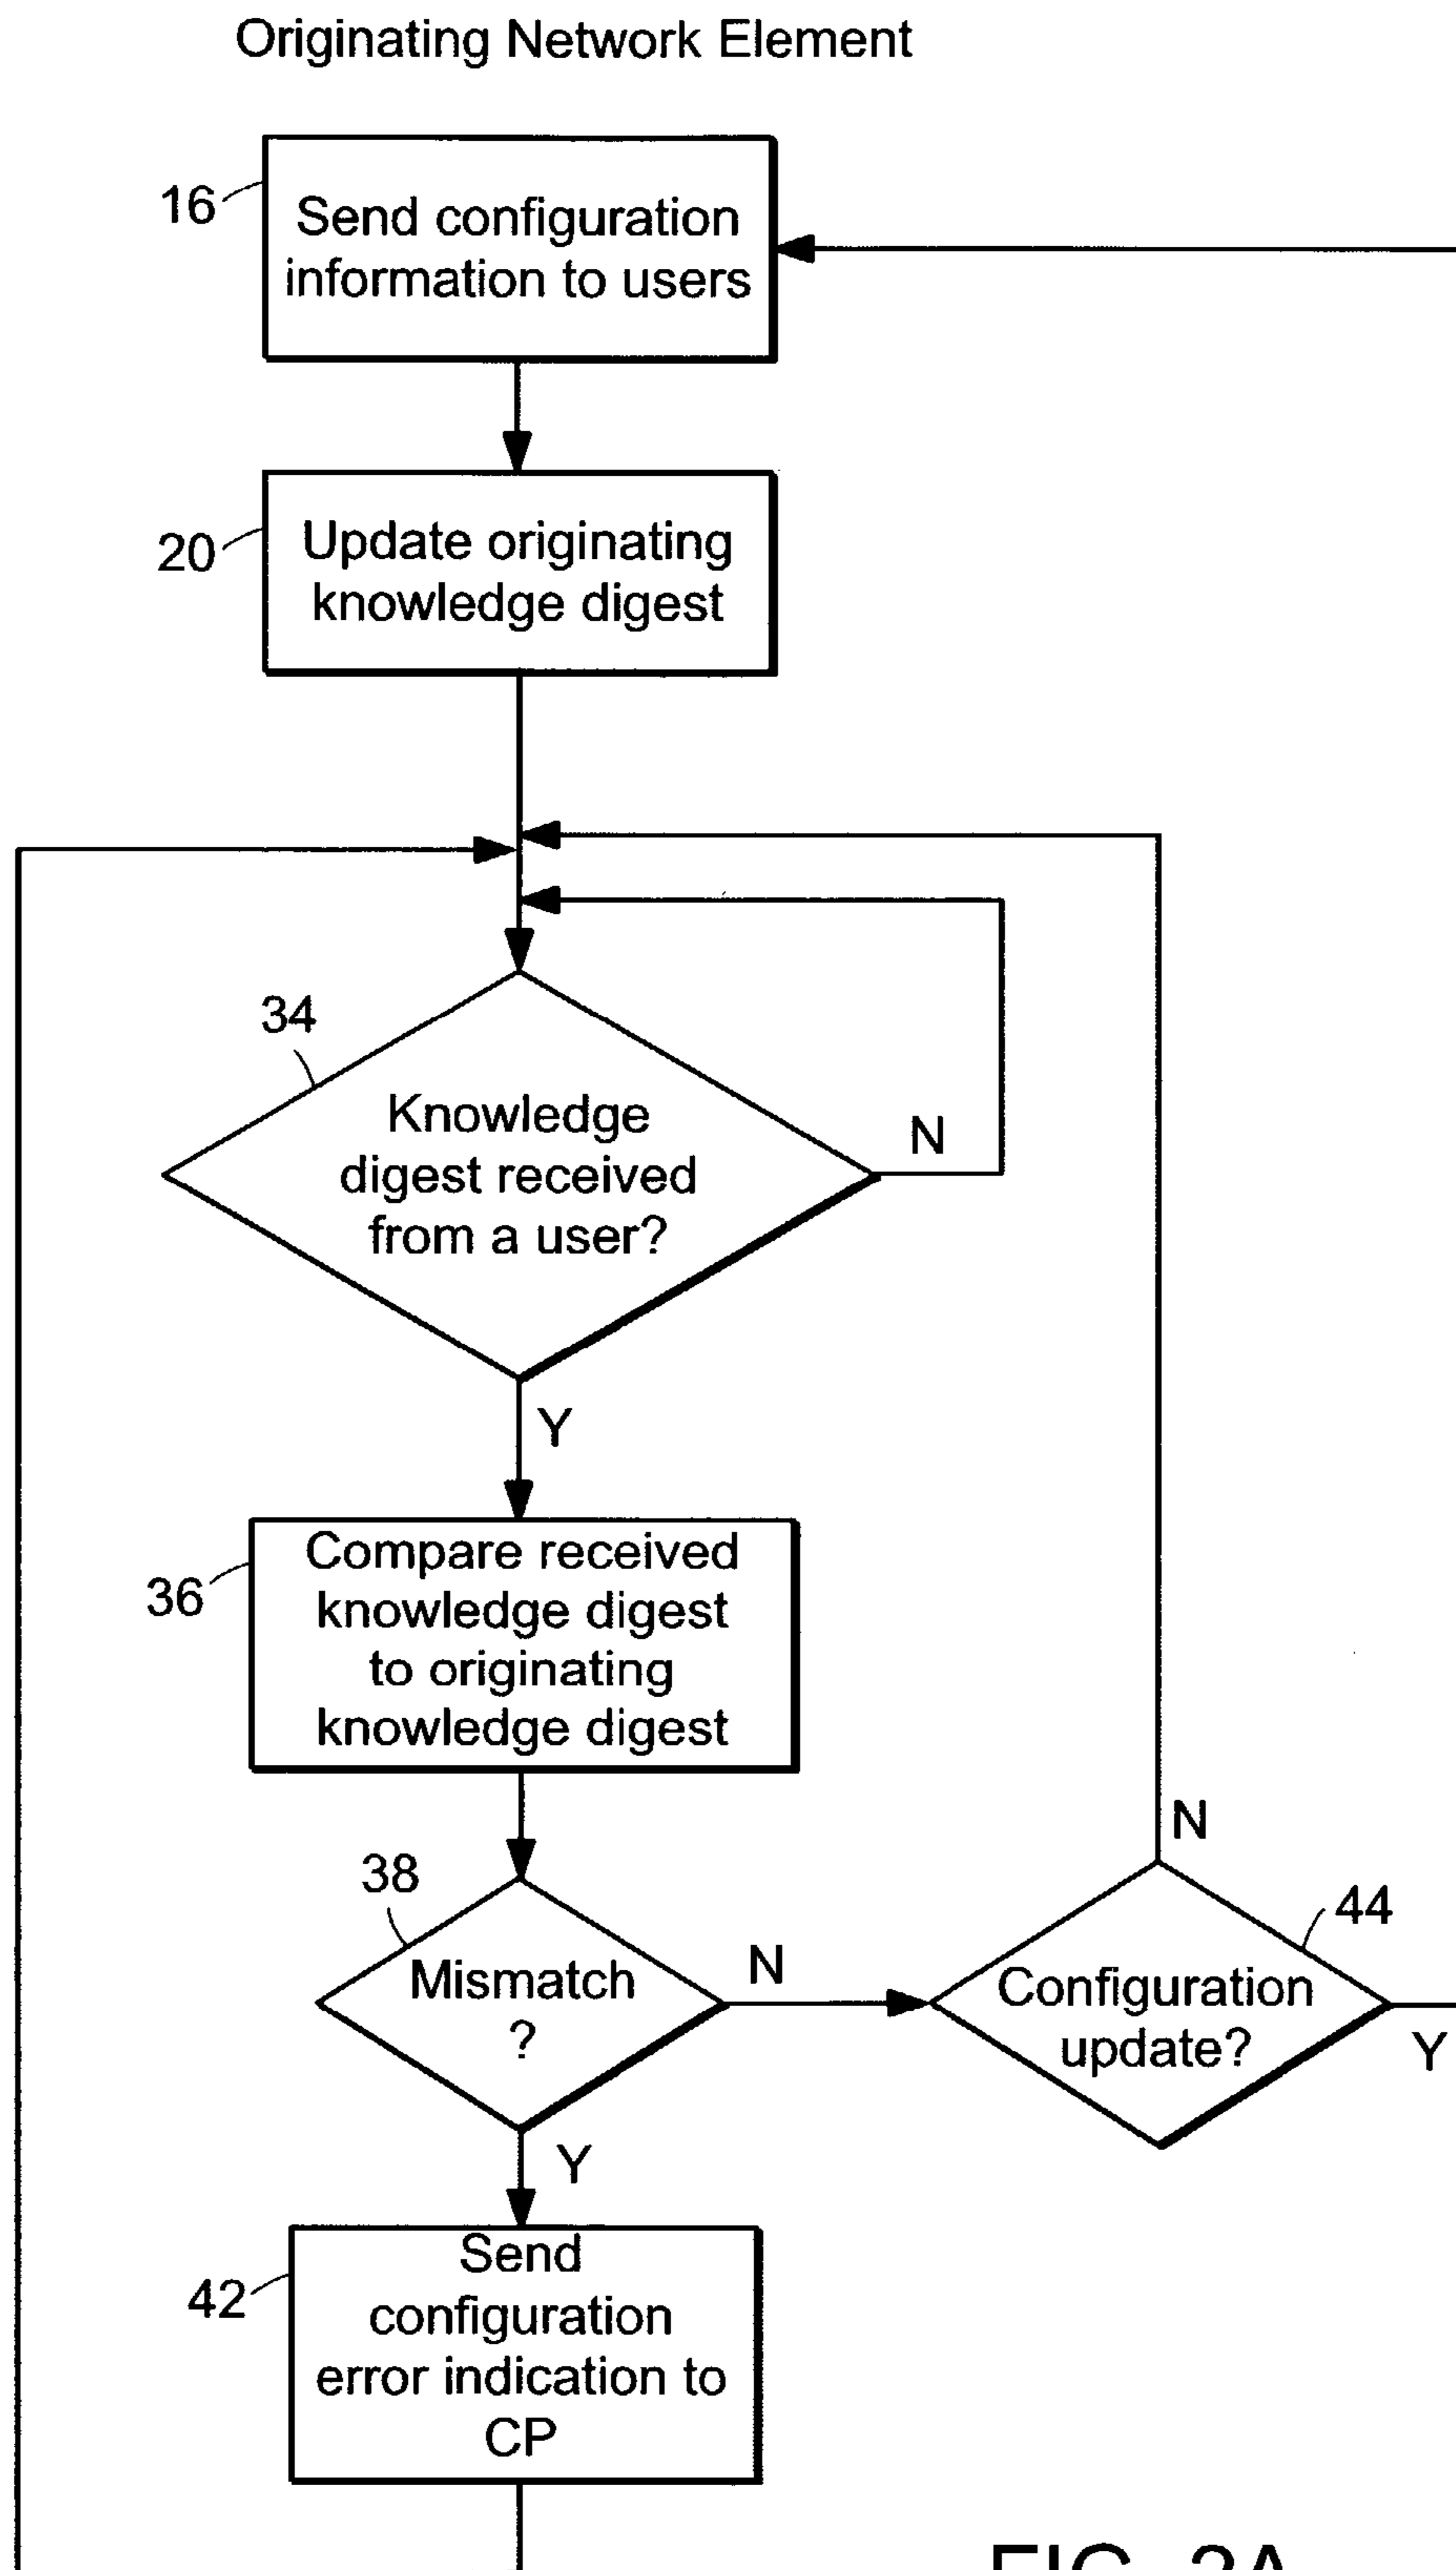 Originating Network Element
16
Send configuration
information to users
20
Update originating
knowledge digest
34
Knowledge
digest received
from a user?
N
Y
36
Compare received
knowledge digest
to originating
knowledge digest
38
Mismatch
?
N
Y
N
44
Configuration
update?
Y
42
Send
configuration
error indication to
CP
FIG. 2A